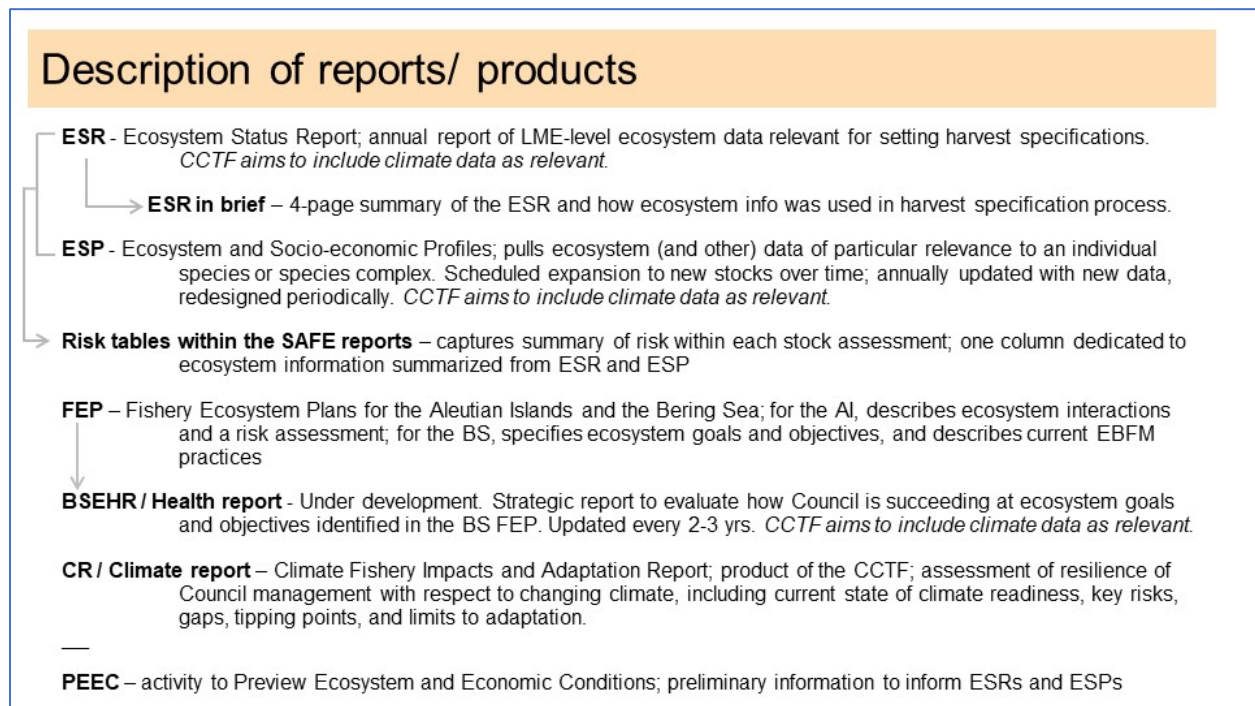 Description of reports/ products
ESR - Ecosystem Status Report; annual report of LME-level ecosystem data relevant for setting harvest specifications.
CCTF aims to include climate data as relevant.
ESR in brief – 4-page summary of the ESR and how ecosystem info was used in harvest specification process.
ESP - Ecosystem and Socio-economic Profiles; pulls ecosystem (and other) data of particular relevance to an individual
species or species complex. Scheduled expansion to new stocks over time; annually updated with new data,
redesigned periodically. CCTF aims to include climate data as relevant.
Risk tables within the SAFE reports – captures summary of risk within each stock assessment; one column dedicated to
ecosystem information summarized from ESR and ESP
FEP – Fishery Ecosystem Plans for the Aleutian Islands and the Bering Sea; for the AI, describes ecosystem interactions
and a risk assessment; for the BS, specifies ecosystem goals and objectives, and describes current EBFM
practices
BSEHR / Health report - Under development. Strategic report to evaluate how Council is succeeding at ecosystem goals
and objectives identified in the BS FEP. Updated every 2-3 yrs. CCTF aims to include climate data as relevant.
CR / Climate report – Climate Fishery Impacts and Adaptation Report; product of the CCTF; assessment of resilience of
Council management with respect to changing climate, including current state of climate readiness, key risks,
gaps, tipping points, and limits to adaptation.
—
PEEC – activity to Preview Ecosystem and Economic Conditions; preliminary information to inform ESRs and ESPs